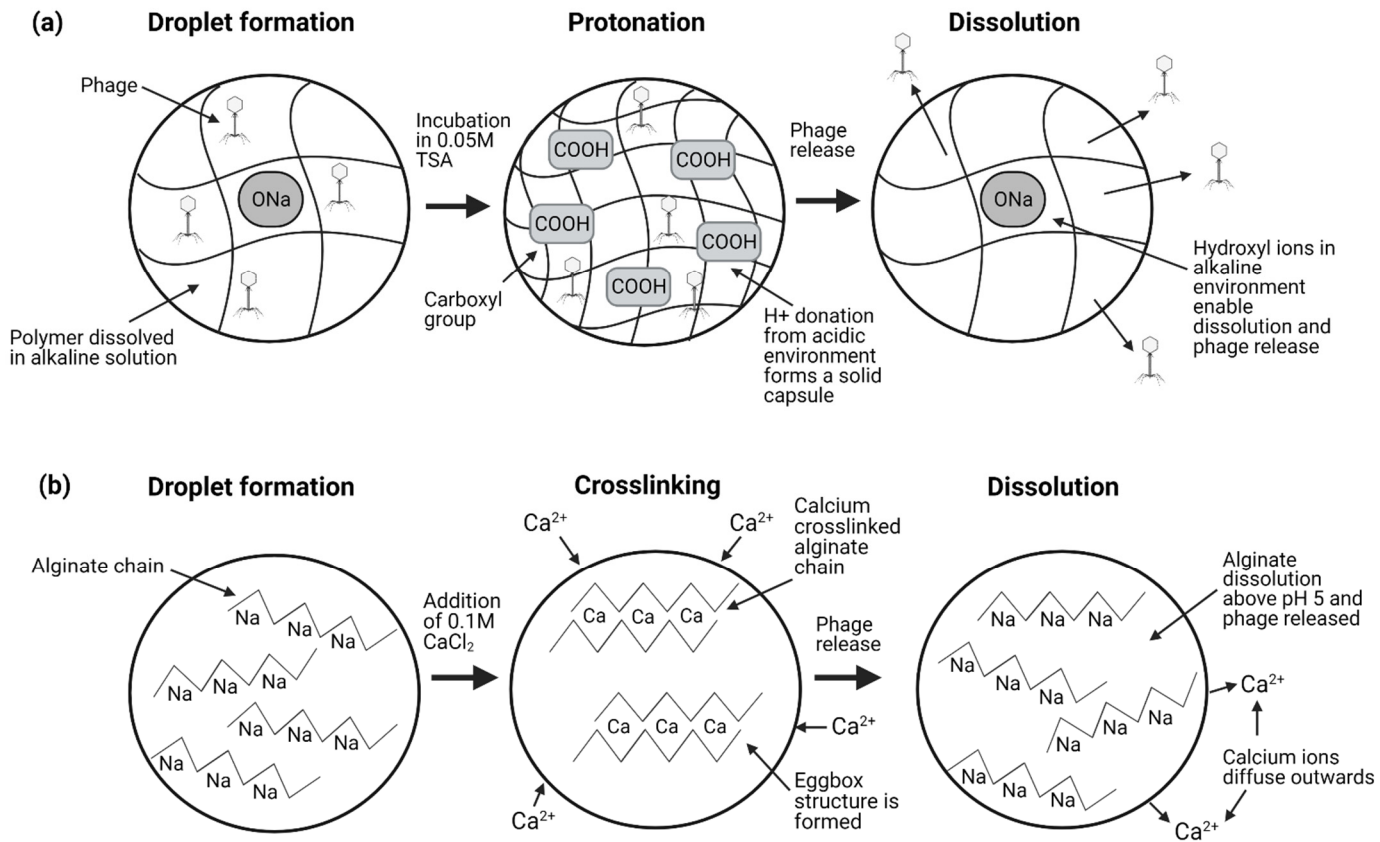 (a)
Droplet formation
Protonation
Dissolution
Phage
ONa
Polymer dissolved
in alkaline solution
Incubation
in 0.05M
TSA
COOH
COOH
COOH
COOH
COOH
Carboxyl
group
H+ donation
from acidic
environment
forms a solid
capsule
Phage
release
ONa
Hydroxyl ions in
alkaline
environment
enable
dissolution and
phage release
(b)
Droplet formation
Crosslinking
Dissolution
Alginate chain
Na
Na
Na
Na
Na
Na
Na
Na
Na
Na
Na
Na
Addition
of 0.1M
CaCl₂
Ca²⁺
Ca²⁺
Calcium
crosslinked
alginate
chain
Ca
Ca
Ca
Ca
Ca
Ca
Ca²⁺
Ca²⁺
Eggbox
structure is
formed
Phage
release
Alginate
dissolution
above pH 5 and
phage released
Na
Na
Na
Na
Na
Na
Na
Na
Na
Na
Na
Na
Ca²⁺
Calcium ions
diffuse outwards
Ca²⁺